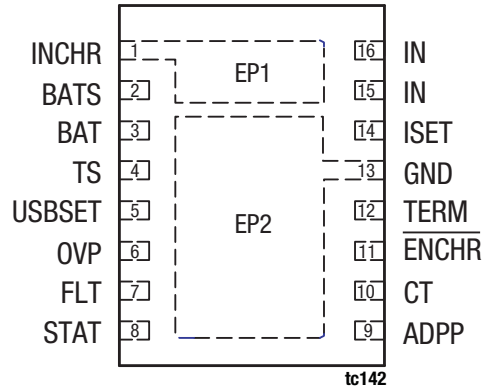 INCHR 1 EP1 16 IN
BATS 2 15 IN
BAT 3 14 ISET
TS 4 13 GND
USBSET 5 EP2 12 TERM
OVP 6 11 ENCHR
FLT 7 10 CT
STAT 8 9 ADPP
tc142